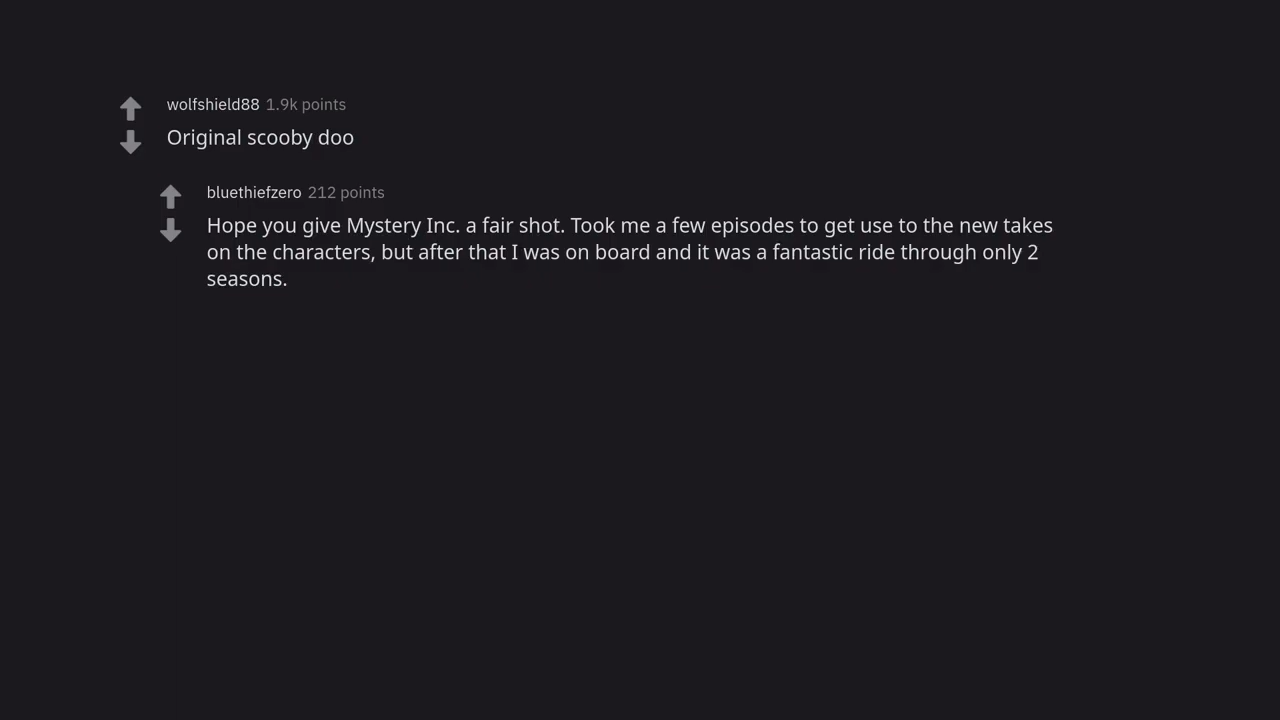 wolfshield88 1.9k points
Original scooby doo
bluethiefzero 212 points
Hope you give Mystery Inc. a fair shot. Took me a few episodes to get use to the new takes
on the characters, but after that I was on board and it was a fantastic ride through only 2
seasons.